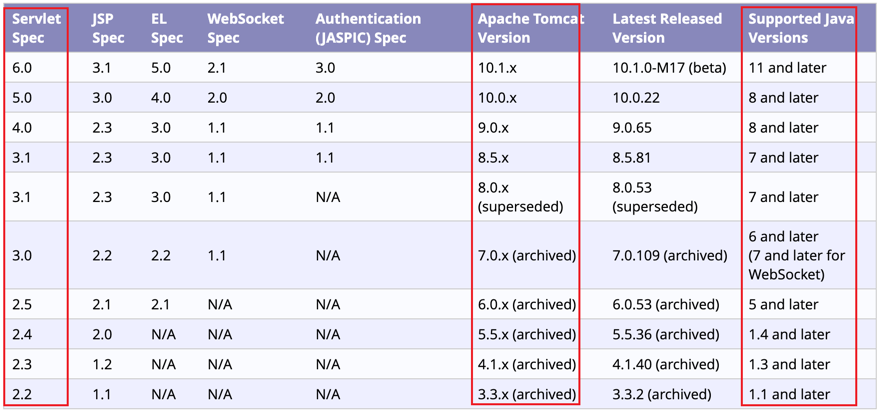 Servlet Spec JSP Spec EL Spec WebSocket Spec Authentication (JASPIC) Spec Apache Tomcat Version Latest Released Version Supported Java Versions
6.0 3.1 5.0 2.1 3.0 10.1.x 10.1.0-M17 (beta) 11 and later
5.0 3.0 4.0 2.0 2.0 10.0.x 10.0.22 8 and later
4.0 2.3 3.0 1.1 1.1 9.0.x 9.0.65 8 and later
3.1 2.3 3.0 1.1 1.1 8.5.x 8.5.81 7 and later
3.1 2.3 3.0 1.1 N/A 8.0.x (superseded) 8.0.53 (superseded) 7 and later
3.0 2.2 2.2 1.1 N/A 7.0.x (archived) 7.0.109 (archived) 6 and later (7 and later for WebSocket)
2.5 2.1 2.1 N/A N/A 6.0.x (archived) 6.0.53 (archived) 5 and later
2.4 2.0 N/A N/A N/A 5.5.x (archived) 5.5.36 (archived) 1.4 and later
2.3 1.2 N/A N/A N/A 4.1.x (archived) 4.1.40 (archived) 1.3 and later
2.2 1.1 N/A N/A N/A 3.3.x (archived) 3.3.2 (archived) 1.1 and later